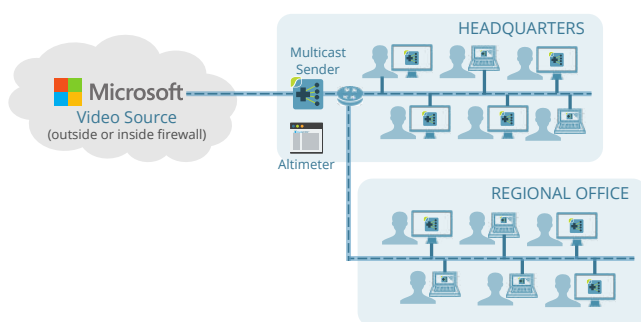 HEADQUARTERS
Multicast
Sender
Microsoft
Video Source
(outside or inside firewall)
Altimeter
REGIONAL OFFICE